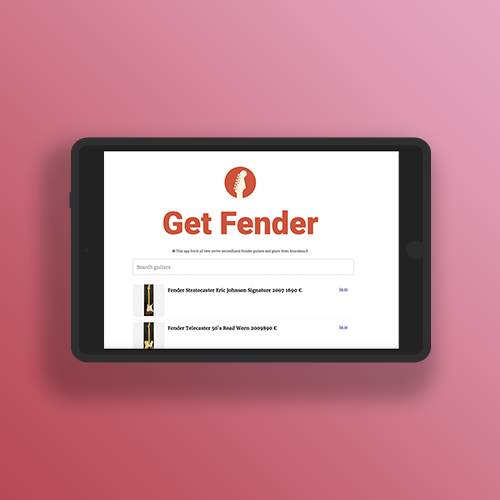 Get Fender
This app fetch all new arrive secondhand Fender guitars and gears from
Search guitars
Fender Stratocaster Eric Johnson Signature 2007 1690 €
Fender Telecaster 50's Road Worn 2009890 €